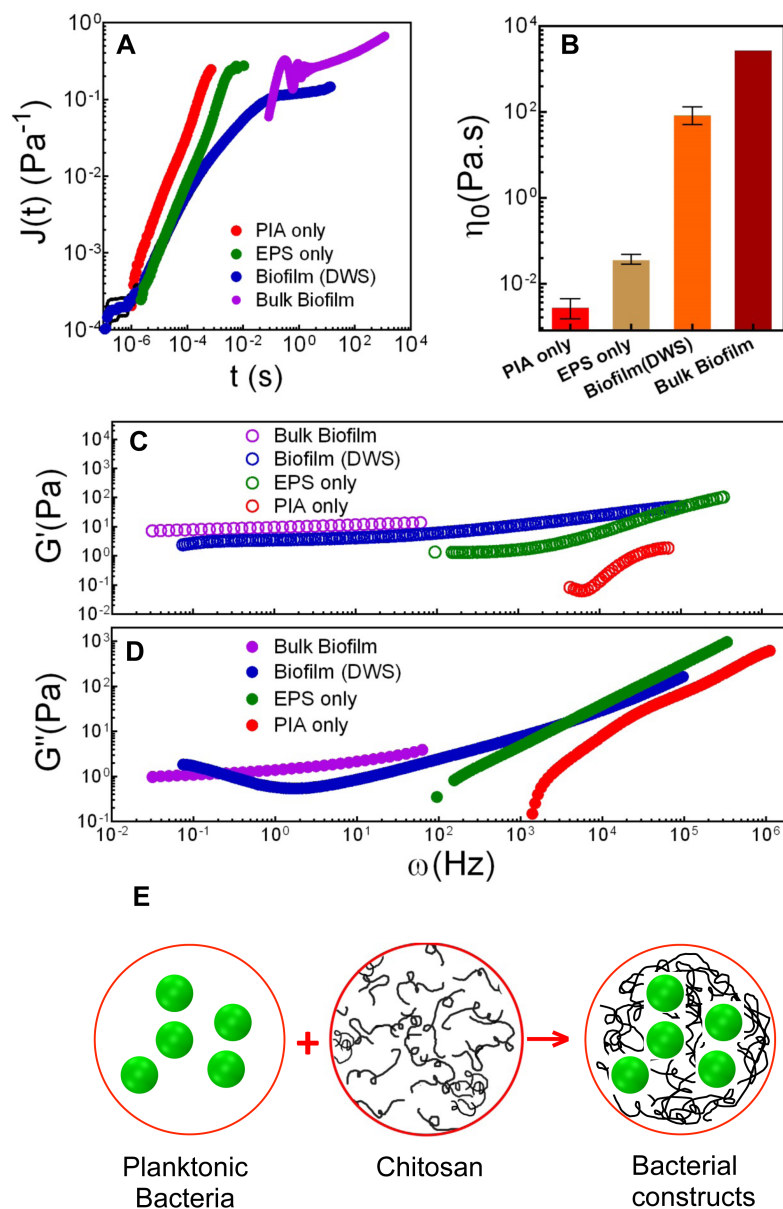 A
J(t) (Pa⁻¹)
10⁰
10⁻¹
10⁻²
10⁻³
10⁻⁴
PIA only
EPS only
Biofilm (DWS)
Bulk Biofilm
10⁻⁶ 10⁻⁴ 10⁻² 10⁰ 10²
t (s)
B
η₀(Pa.s)
10⁴
10²
10⁰
10⁻²
PIA only
EPS only
Biofilm(DWS)
Bulk Biofilm
C
G'(Pa)
10⁴
10³
10²
10¹
10⁰
10⁻¹
10⁻²
Bulk Biofilm
Biofilm (DWS)
EPS only
PIA only
D
G"(Pa)
10³
10²
10¹
10⁰
10⁻¹
Bulk Biofilm
Biofilm (DWS)
EPS only
PIA only
10⁻² 10⁻¹ 10⁰ 10¹ 10² 10³ 10⁴ 10⁵ 10⁶
ω(Hz)
E
+
Planktonic
Bacteria
Chitosan
Bacterial
constructs